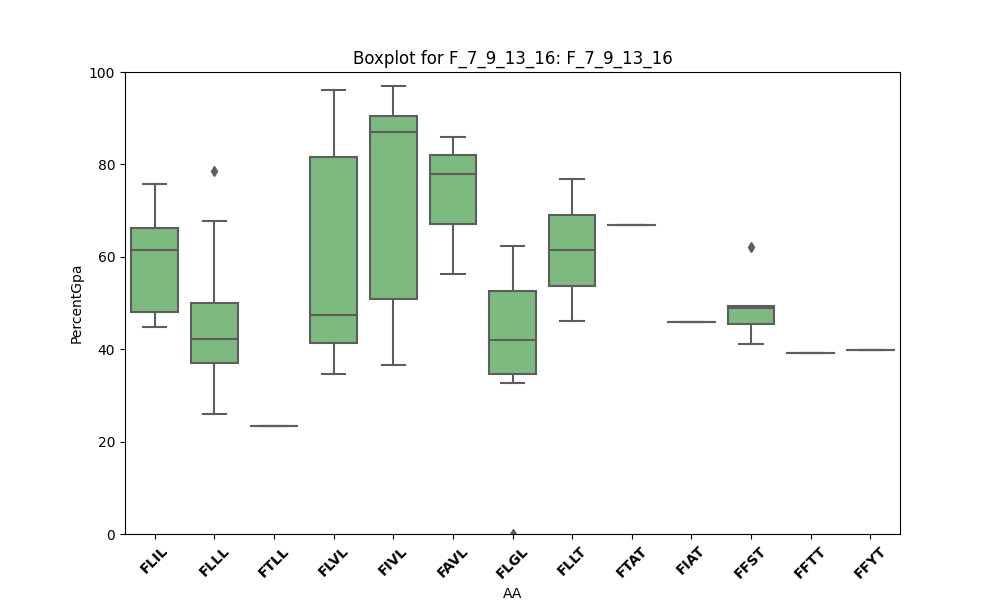 Boxplot for F_7_9_13_16: F_7_9_13_16
100
80
60
40
20
0
PercentGpa
FLIL FLLL FTLL FLVL FIVL FAVL FLGL FLLT FTAT FIAT FFST FFTT FFYT
AA